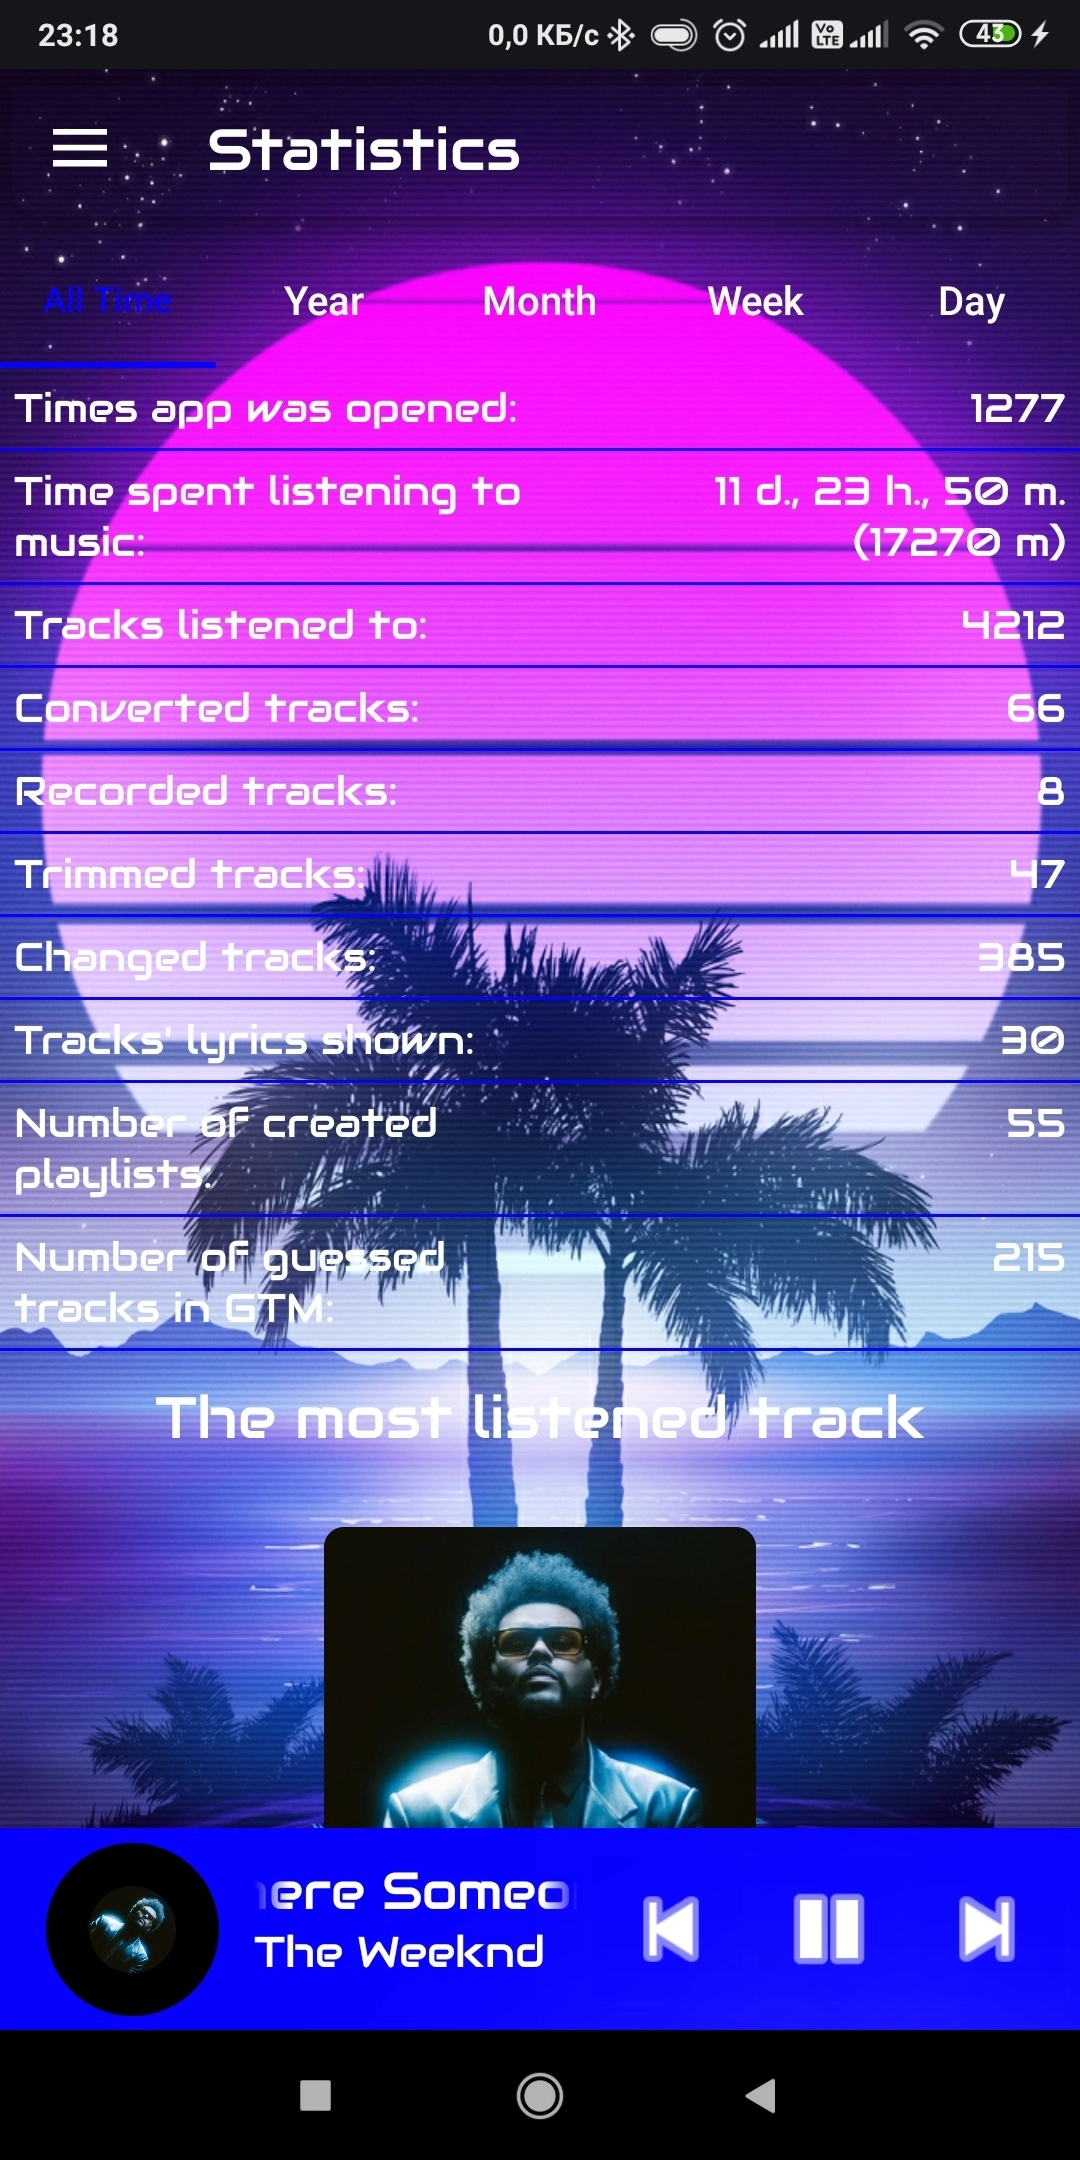 23:18 0,0 КБ/с Vo LTE 43
Statistics
All Time Year Month Week Day
Times app was opened: 1277
Time spent listening to 11 d., 23 h., 50 m.
music: (17270 m)
Tracks listened to: 4212
Converted tracks: 66
Recorded tracks: 8
Trimmed tracks: 47
Changed tracks: 385
Tracks' lyrics shown: 30
Number of created 55
playlists:
Number of guessed 215
tracks in GTM:
The most listened track
ere Someo
The Weeknd